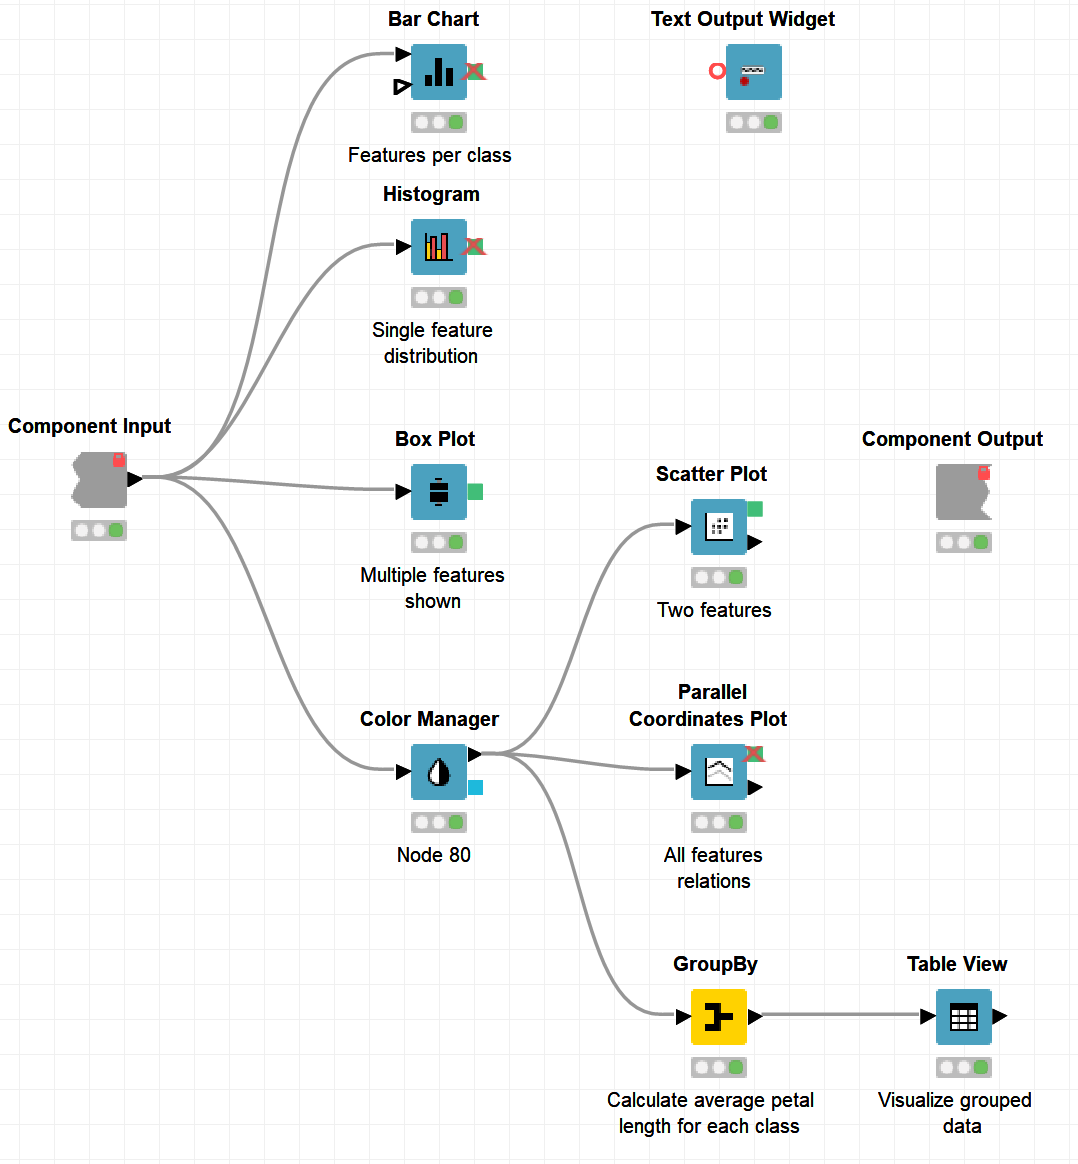 Bar Chart
Text Output Widget
Features per class
Histogram
Single feature
distribution
Component Input
Box Plot
Component Output
Scatter Plot
Multiple features
shown
Two features
Parallel
Coordinates Plot
Color Manager
Node 80
All features
relations
GroupBy
Table View
Calculate average petal
length for each class
Visualize grouped
data